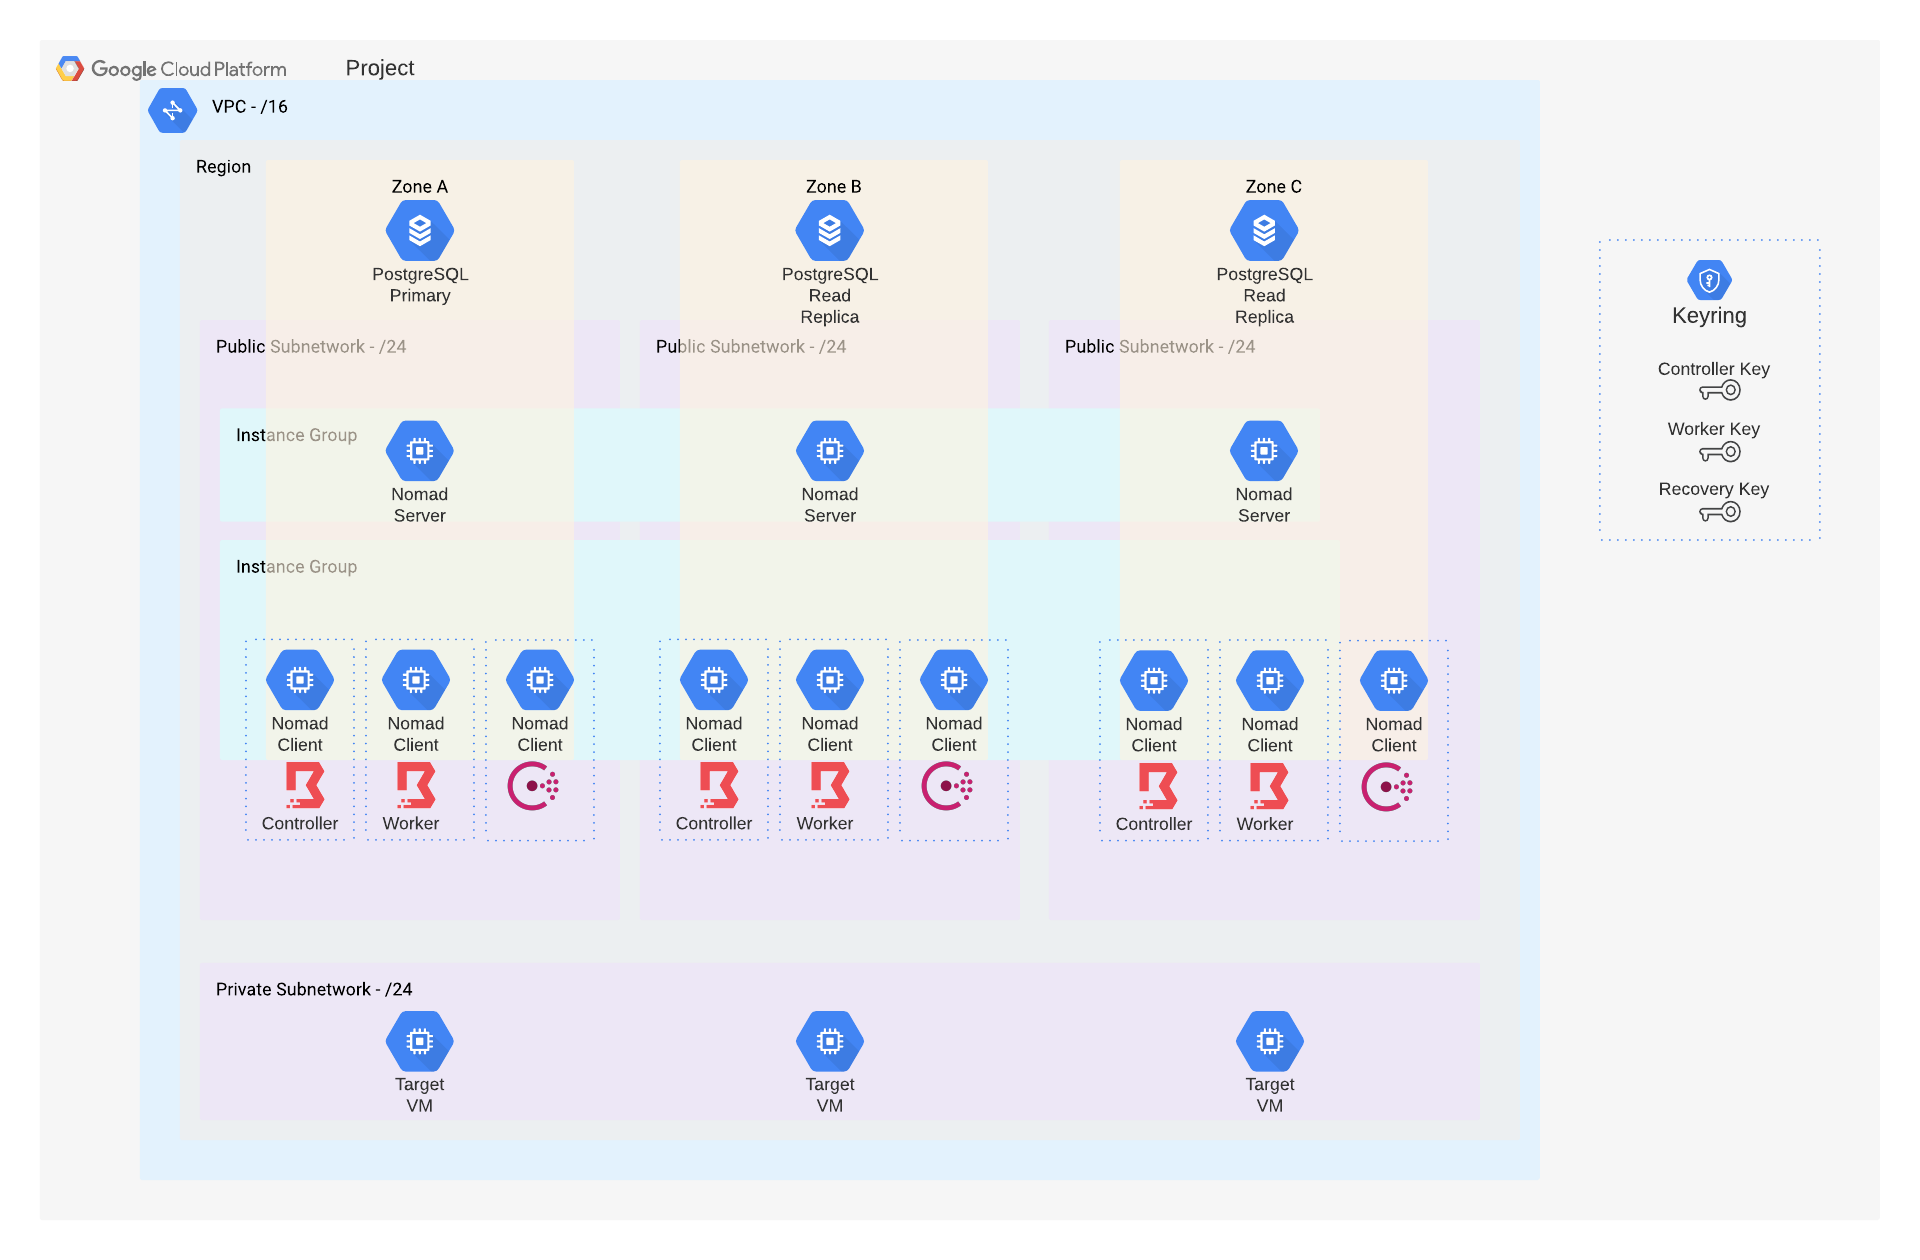 Google Cloud Platform
Project
VPC - /16
Region
Zone A
Zone B
Zone C
PostgreSQL
Primary
PostgreSQL
Read
Replica
PostgreSQL
Read
Replica
Public Subnetwork - /24
Public Subnetwork - /24
Public Subnetwork - /24
Instance Group
Nomad
Server
Nomad
Server
Nomad
Server
Instance Group
Nomad
Client
Nomad
Client
Nomad
Client
Nomad
Client
Nomad
Client
Nomad
Client
Nomad
Client
Nomad
Client
Nomad
Client
Controller
Worker
Controller
Worker
Controller
Worker
Private Subnetwork - /24
Target
VM
Target
VM
Target
VM
Keyring
Controller Key
Worker Key
Recovery Key